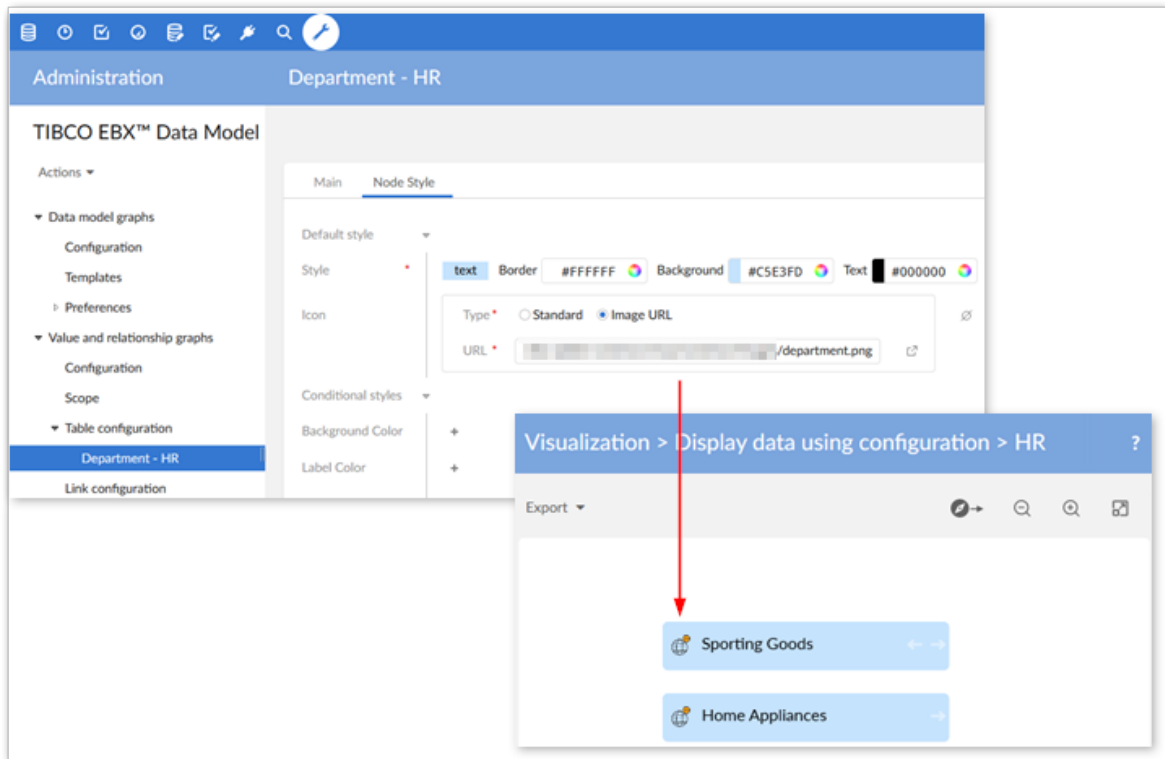 Administration
Department - HR
TIBCO EBX™ Data Model
Actions
Main Node Style
Data model graphs
Configuration
Templates
Preferences
Value and relationship graphs
Configuration
Scope
Table configuration
Department - HR
Link configuration
Default style
Style * text Border #FFFFFF Background #C5E3FD Text #000000
Icon Type * Standard Image URL
URL * /department.png
Conditional styles
Background Color +
Label Color +
Visualization > Display data using configuration > HR ?
Export
Sporting Goods
Home Appliances